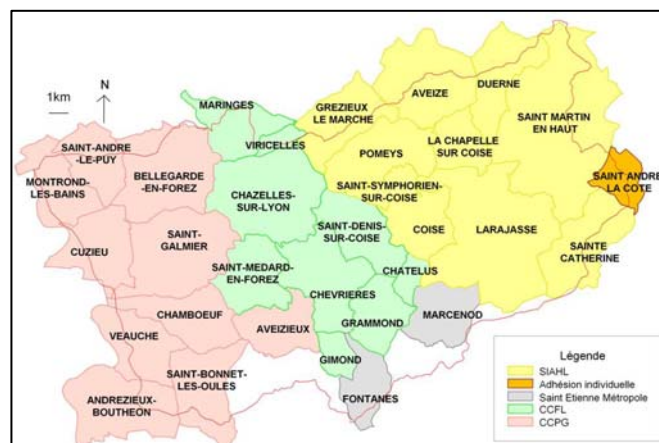 1km
N
MARINGES
GREZIEUX
LE MARCHE
AVEIZE
DUERNE
SAINT MARTIN
EN HAUT
SAINT-ANDRE
-LE-PUY
VIRICELLES
POMEYS
LA CHAPELLE
SUR COISE
MONTROND-
LES-BAINS
BELLEGARDE
-EN-FOREZ
CHAZELLES-
SUR-LYON
SAINT-SYMPHORIEN-
SUR-COISE
SAINT ANDRE
LA COTE
CUZIEU
SAINT-
GALMIER
SAINT-DENIS-
SUR-COISE
COISE
LARAJASSE
SAINTE
CATHERINE
SAINT-MEDARD-
EN-FOREZ
CHATELUS
CHEVRIERES
CHAMBOEUF
AVEIZIEUX
GRAMMOND
MARCENOD
VEAUCHE
GIMOND
SAINT-BONNET-
LES-OULES
FONTANES
ANDREZIEUX-
BOUTHEON
Légende
SIAHL
Adhésion individuelle
Saint Etienne Métropole
CCFL
CCPG